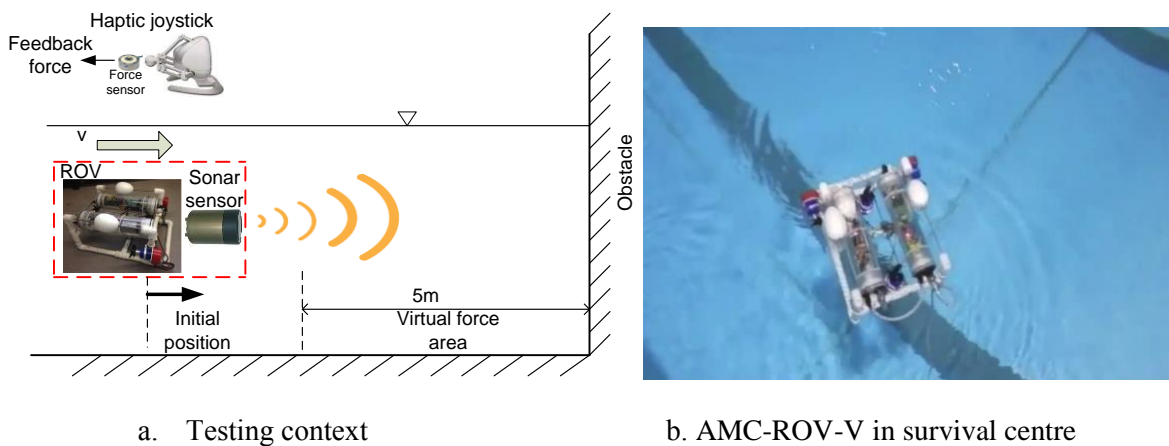 Haptic joystick
Feedback
force
Force
sensor
v
ROV
Sonar
sensor
Obstacle
5m
Initial
position
Virtual force
area
a. Testing context
b. AMC-ROV-V in survival centre